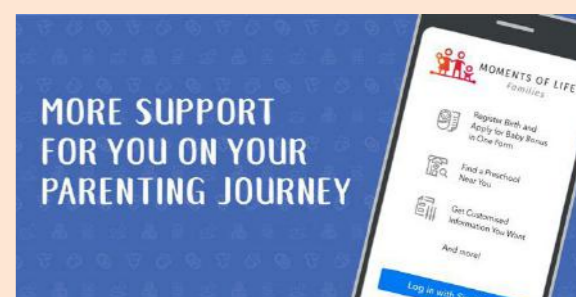 MORE SUPPORT
FOR YOU ON YOUR
PARENTING JOURNEY
MOMENTS OF LIFE
Families
Register Birth and
Apply for Baby Bonus
in One Form
Find a Preschool
Near You
Get Customised
Information You Want
And more!
Log in with